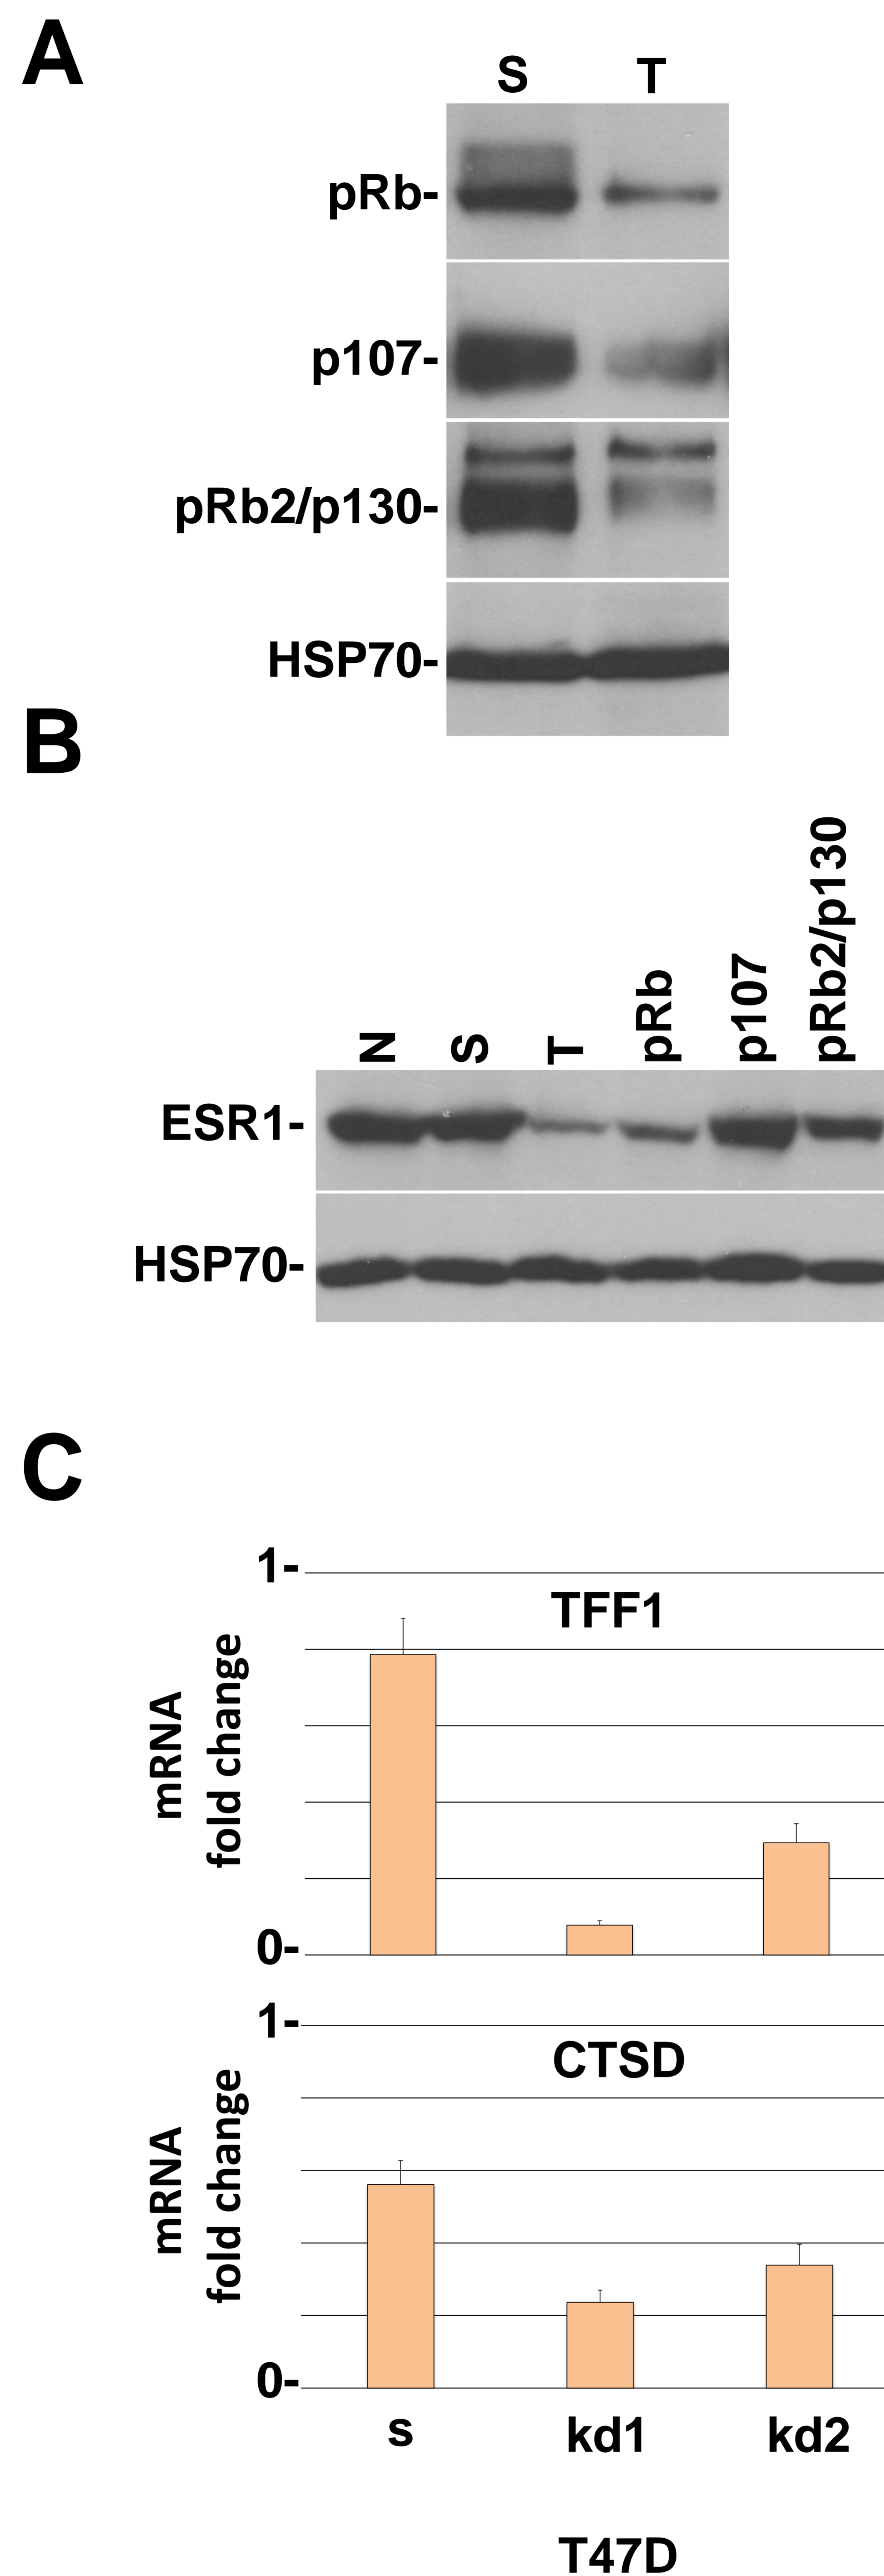 A
S T
pRb-
p107-
pRb2/p130-
HSP70-
B
N S T pRb p107 pRb2/p130
ESR1-
HSP70-
C
1-
TFF1
mRNA
fold change
0-
1-
CTSD
mRNA
fold change
0-
s kd1 kd2
T47D